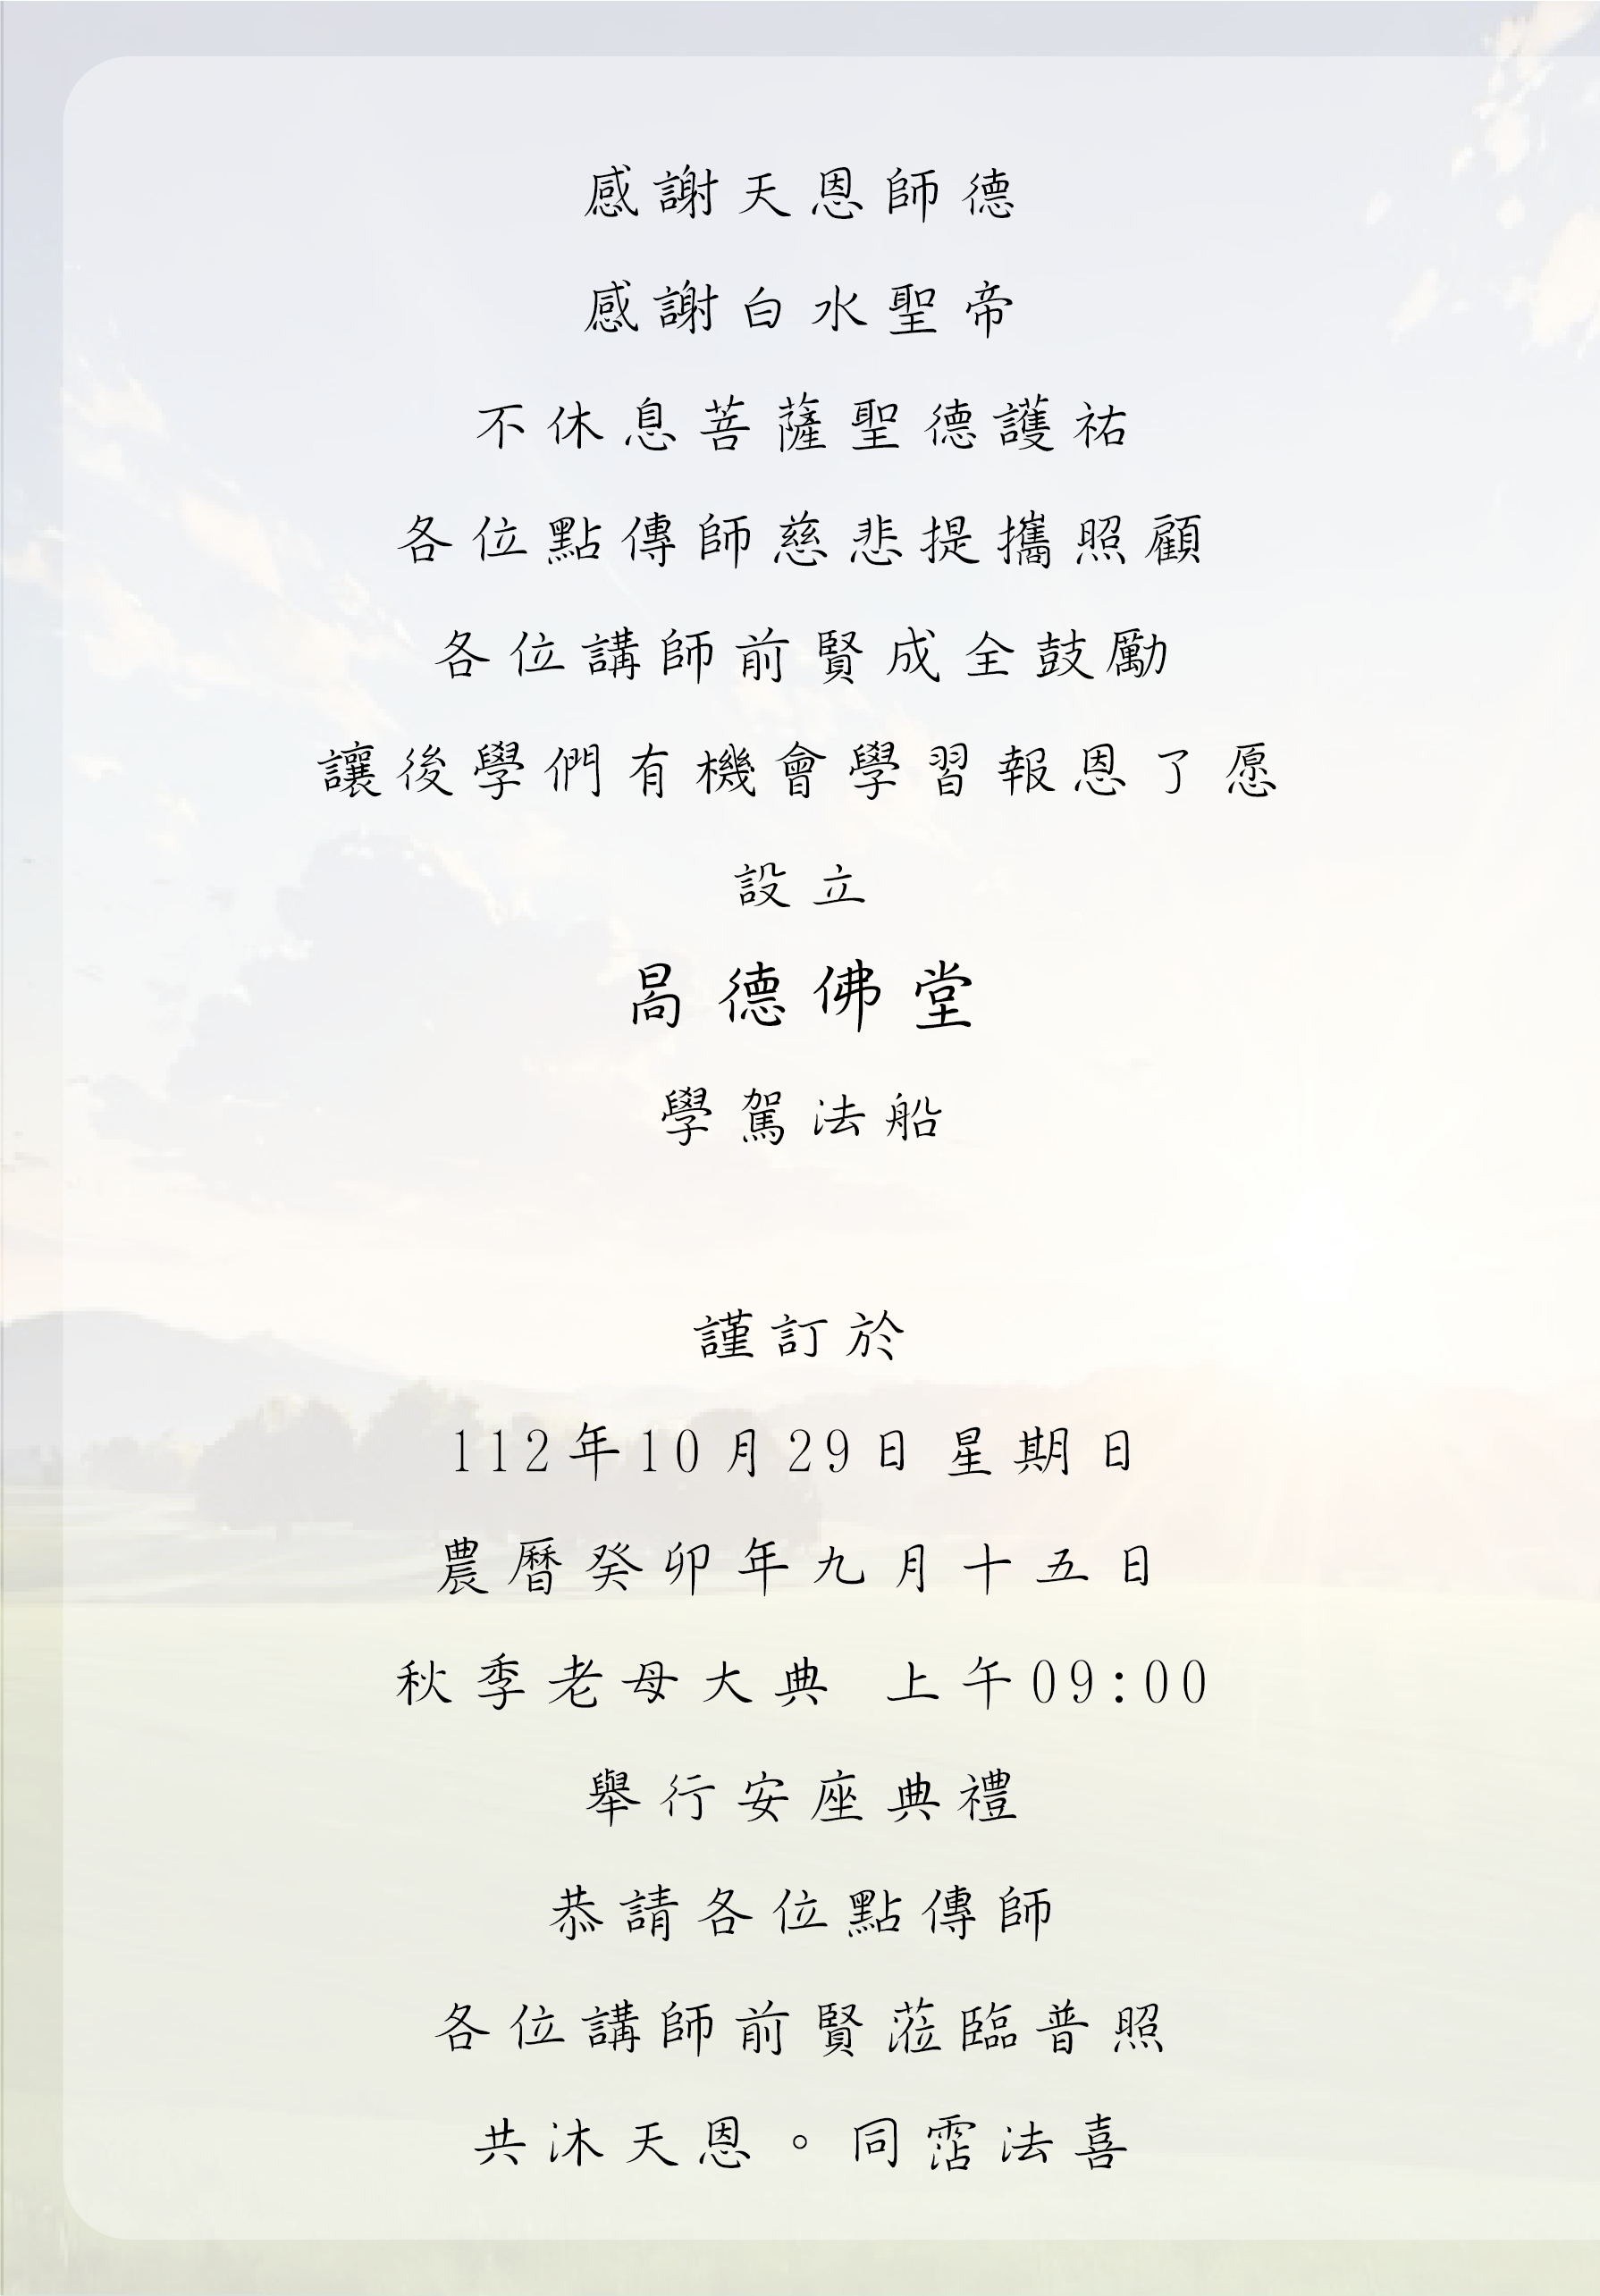 感謝天恩師德
感謝白水聖帝
不休息菩薩聖德護祐
各位點傳師慈悲提攜照顧
各位講師前賢成全鼓勵
讓後學們有機會學習報恩了愿
設立
暠德佛堂
學駕法船
謹訂於
112年10月29日星期日
農曆癸卯年九月十五日
秋季老母大典 上午09:00
舉行安座典禮
恭請各位點傳師
各位講師前賢蒞臨普照
共沐天恩。同霑法喜